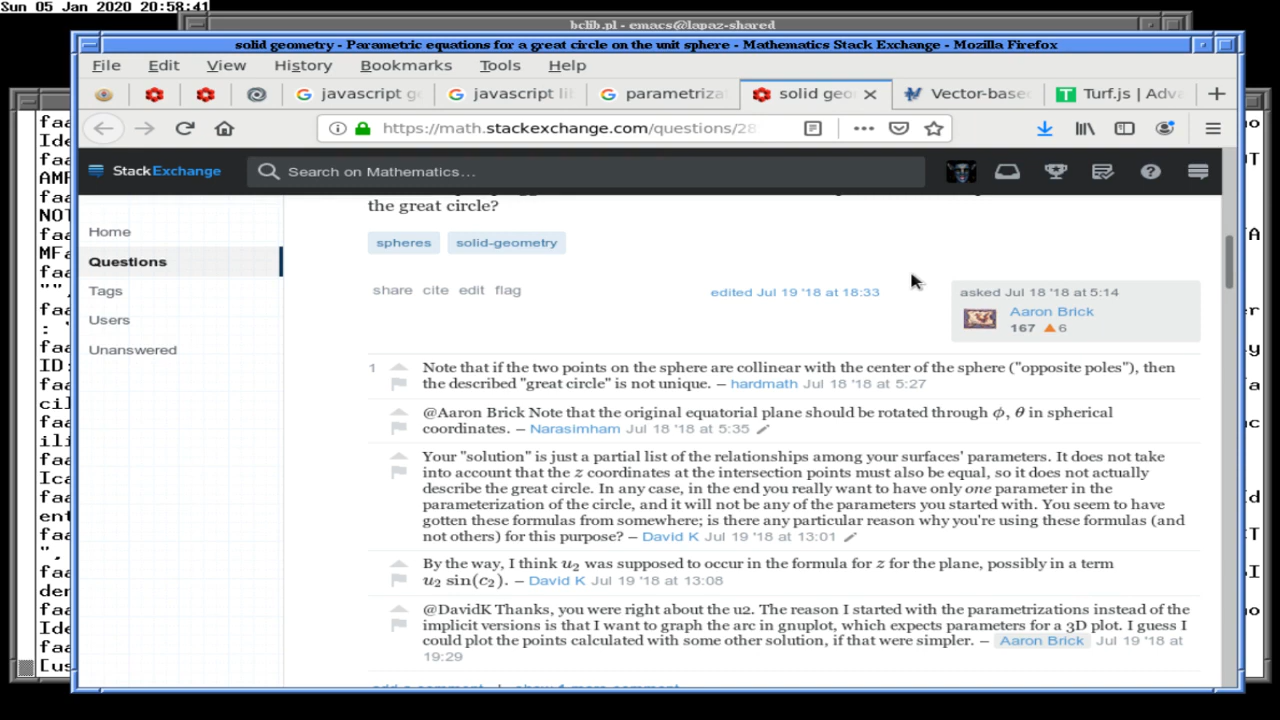 Sun 05 Jan 2020 20:58:41
bclib.pl - emacs@lapaz-shared
solid geometry - Parametric equations for a great circle on the unit sphere - Mathematics Stack Exchange - Mozilla Firefox
File Edit View History Bookmarks Tools Help
javascript g javascript li parametriza solid geo Vector-base Turf.js | Adv
https://math.stackexchange.com/questions/28
StackExchange Search on Mathematics…
the great circle?
Home
Questions
Tags
Users
Unanswered
spheres solid-geometry
share cite edit flag
edited Jul 19 '18 at 18:33
asked Jul 18 '18 at 5:14
Aaron Brick
167 ▲6
1 Note that if the two points on the sphere are collinear with the center of the sphere ("opposite poles"), then
the described "great circle" is not unique. – hardmath Jul 18 '18 at 5:27
@Aaron Brick Note that the original equatorial plane should be rotated through ϕ, θ in spherical
coordinates. – Narasimham Jul 18 '18 at 5:35
Your "solution" is just a partial list of the relationships among your surfaces' parameters. It does not take
into account that the z coordinates at the intersection points must also be equal, so it does not actually
describe the great circle. In any case, in the end you really want to have only one parameter in the
parameterization of the circle, and it will not be any of the parameters you started with. You seem to have
gotten these formulas from somewhere; is there any particular reason why you're using these formulas (and
not others) for this purpose? – David K Jul 19 '18 at 13:01
By the way, I think u₂ was supposed to occur in the formula for z for the plane, possibly in a term
u₂ sin(c₂). – David K Jul 19 '18 at 13:08
@DavidK Thanks, you were right about the u2. The reason I started with the parametrizations instead of the
implicit versions is that I want to graph the arc in gnuplot, which expects parameters for a 3D plot. I guess I
could plot the points calculated with some other solution, if that were simpler. – Aaron Brick Jul 19 '18 at
19:29